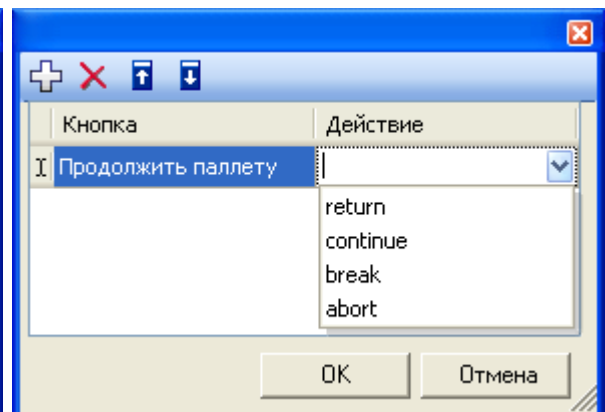 Кнопка Действие
Продолжить паллету
return
continue
break
abort
OK Отмена